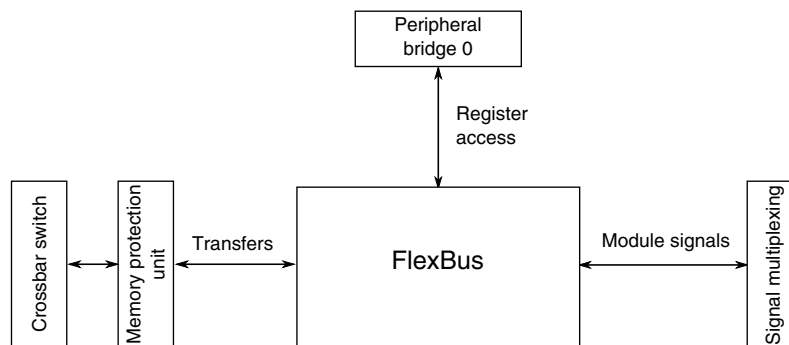 Peripheral
bridge 0
Register
access
Crossbar switch
Memory protection
unit
Transfers
FlexBus
Module signals
Signal multiplexing